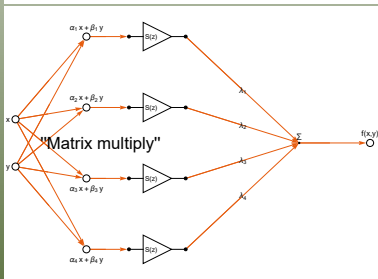 α₁ x + β₁ y
S(z)
λ₁
α₂ x + β₂ y
S(z)
λ₂
x
"Matrix multiply"
Σ
f(x,y)
y
α₃ x + β₃ y
S(z)
λ₃
α₄ x + β₄ y
S(z)
λ₄